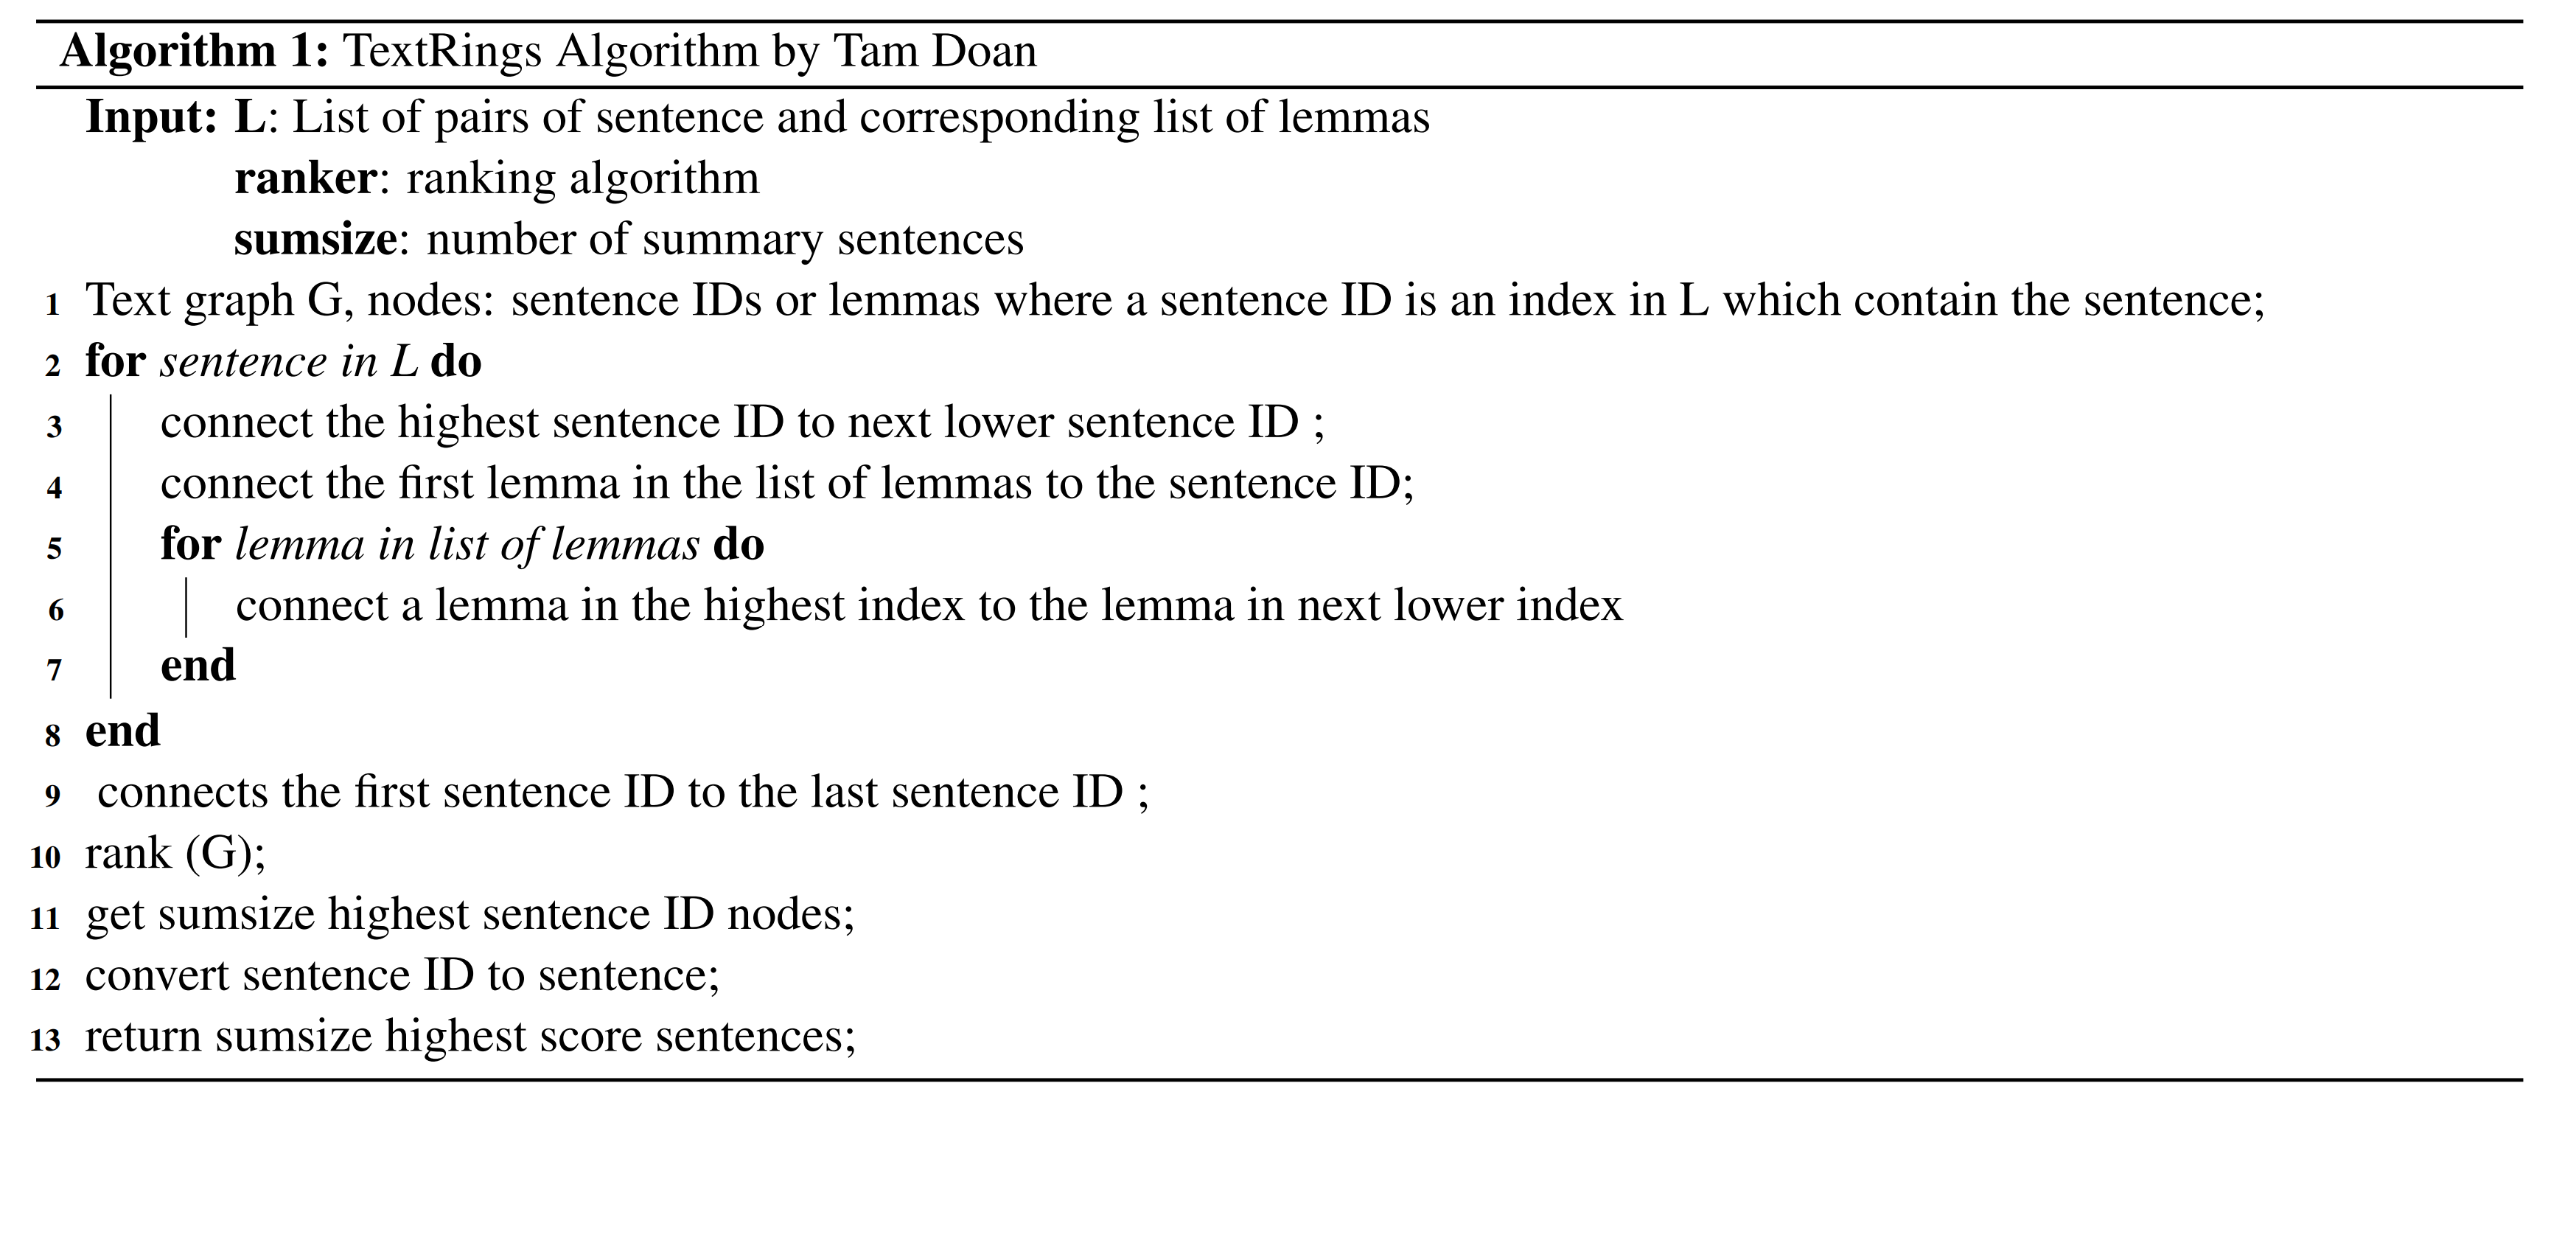 Algorithm 1: TextRings Algorithm by Tam Doan
Input: L: List of pairs of sentence and corresponding list of lemmas
ranker: ranking algorithm
sumsize: number of summary sentences
1 Text graph G, nodes: sentence IDs or lemmas where a sentence ID is an index in L which contain the sentence;
2 for sentence in L do
3 connect the highest sentence ID to next lower sentence ID ;
4 connect the first lemma in the list of lemmas to the sentence ID;
5 for lemma in list of lemmas do
6 connect a lemma in the highest index to the lemma in next lower index
7 end
8 end
9 connects the first sentence ID to the last sentence ID ;
10 rank (G);
11 get sumsize highest sentence ID nodes;
12 convert sentence ID to sentence;
13 return sumsize highest score sentences;